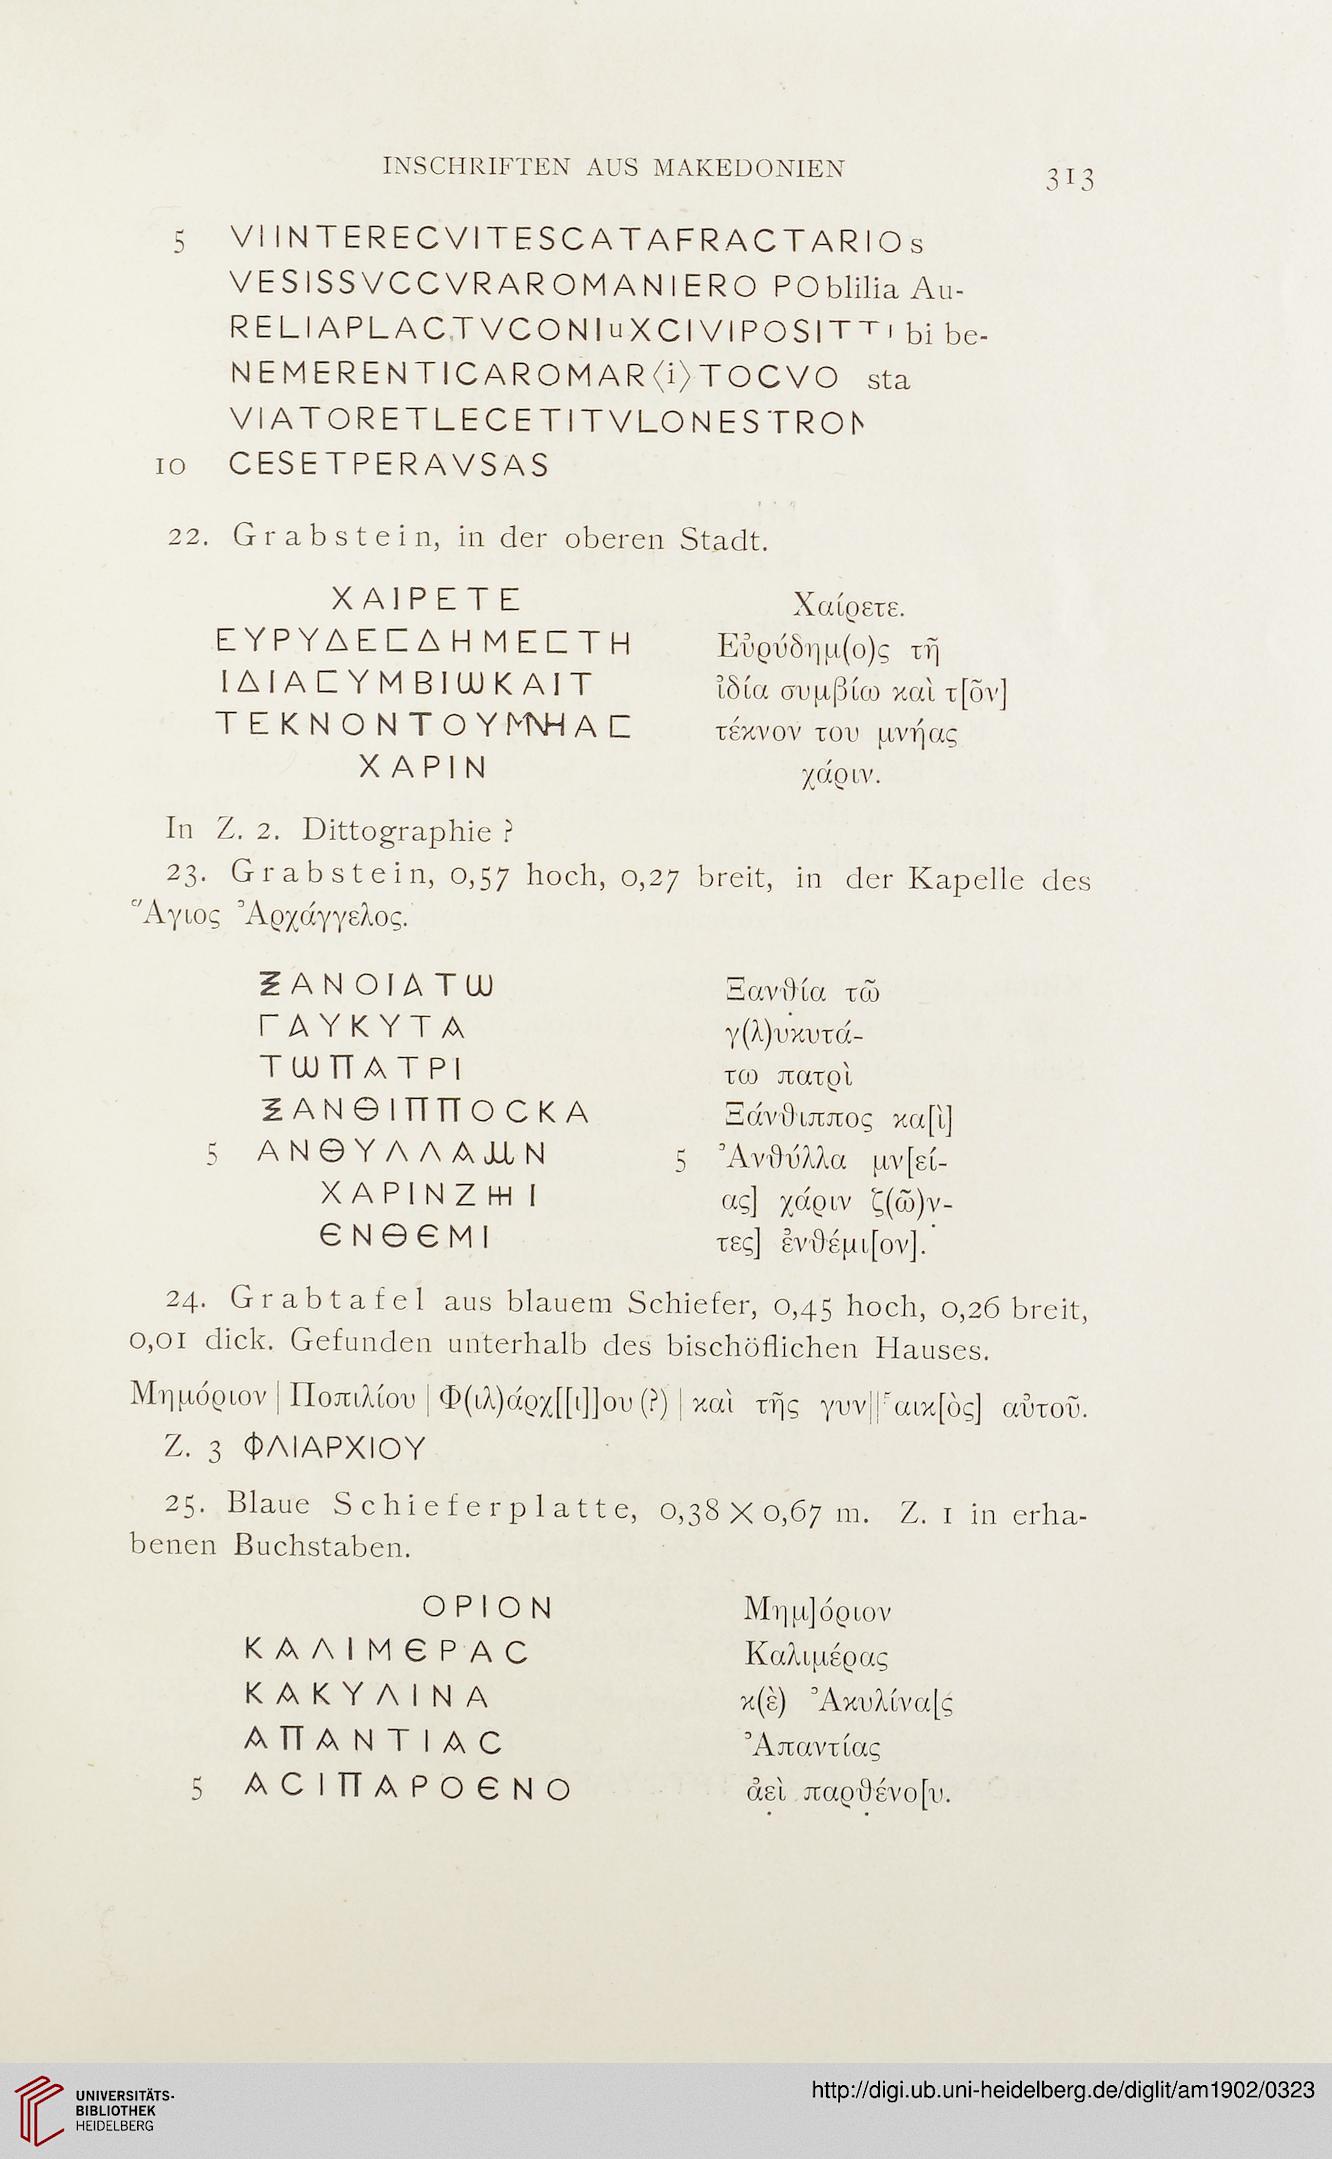 INSCHRIFTEN AUS MAKEDONIEN 313
5 VIINTERECVITESCATAFRACTARIOs
VESISSVCCVRAROMANIERO POblilia Au-
RELIAPLACTVCONIuXCIVIPOSITTI bi be-
NEMERENTICAROMAR⟨i⟩TOCVO sta
VIATORETLECETITVLONESTRON
10 CESETPERAVSAS
22. Grabstein, in der oberen Stadt.
ΧΑΙΡΕΤΕ Χαίρετε.
ΕΥΡΥΔΕΣΔΗΜΕΣΤΗ Εὐρύδημ(ο)ς τῆ
ΙΔΙΑΣΥΜΒΙΩΚΑΙΤ ἰδία συμβίω καὶ τ[ὸν]
ΤΕΚΝΟΝΤΟΥΜΝΗΑΣ τέκνον του μνήας
ΧΑΡΙΝ χάριν.
In Z. 2. Dittographie ?
23. Grabstein, 0,57 hoch, 0,27 breit, in der Kapelle des
Ἅγιος Ἀρχάγγελος.
ΞΑΝΟΙΑΤΩ Ξανθία τῶ
ΓΑΥΚΥΤΑ γ(λ)υκυτά-
ΤΩΠΑΤΡΙ τω πατρὶ
ΞΑΝΘΙΠΠΟCΚΑ Ξάνθιππος κα[ὶ]
5 ΑΝΘΥΛΛΑΜΝ 5 Ἀνθύλλα μν[εί-
ΧΑΡΙΝΖΗΗΙ ας] χάριν ζ(ῶ)ν-
ЄΝΘЄΜΙ τες] ἐνθέμι[ον].
24. Grabtafel aus blauem Schiefer, 0,45 hoch, 0,26 breit,
0,01 dick. Gefunden unterhalb des bischöflichen Hauses.
Μημόριον | Ποπιλίου | Φ(ιλ)άρχ[[ι]]ου (?) | καὶ τῆς γυν||[αικ[ὸς] αὐτοῦ.
Z. 3 ΦΛΙΑΡΧΙΟΥ
25. Blaue Schieferplatte, 0,38 × 0,67 m. Z. 1 in erha-
benen Buchstaben.
ΟΡΙΟΝ Μημ]όριον
ΚΑΛΙΜЄΡΑC Καλιμέρας
ΚΑΚΥΛΙΝΑ κ(ὲ) Ἀκυλίνα[ς
ΑΠΑΝΤΙΑC Ἀπαντίας
5 ΑCΙΠΑΡΟЄΝΟ ἀεὶ παρθένο[υ.
UNIVERSITÄTS-
BIBLIOTHEK
HEIDELBERG
http://digi.ub.uni-heidelberg.de/diglit/am1902/0323